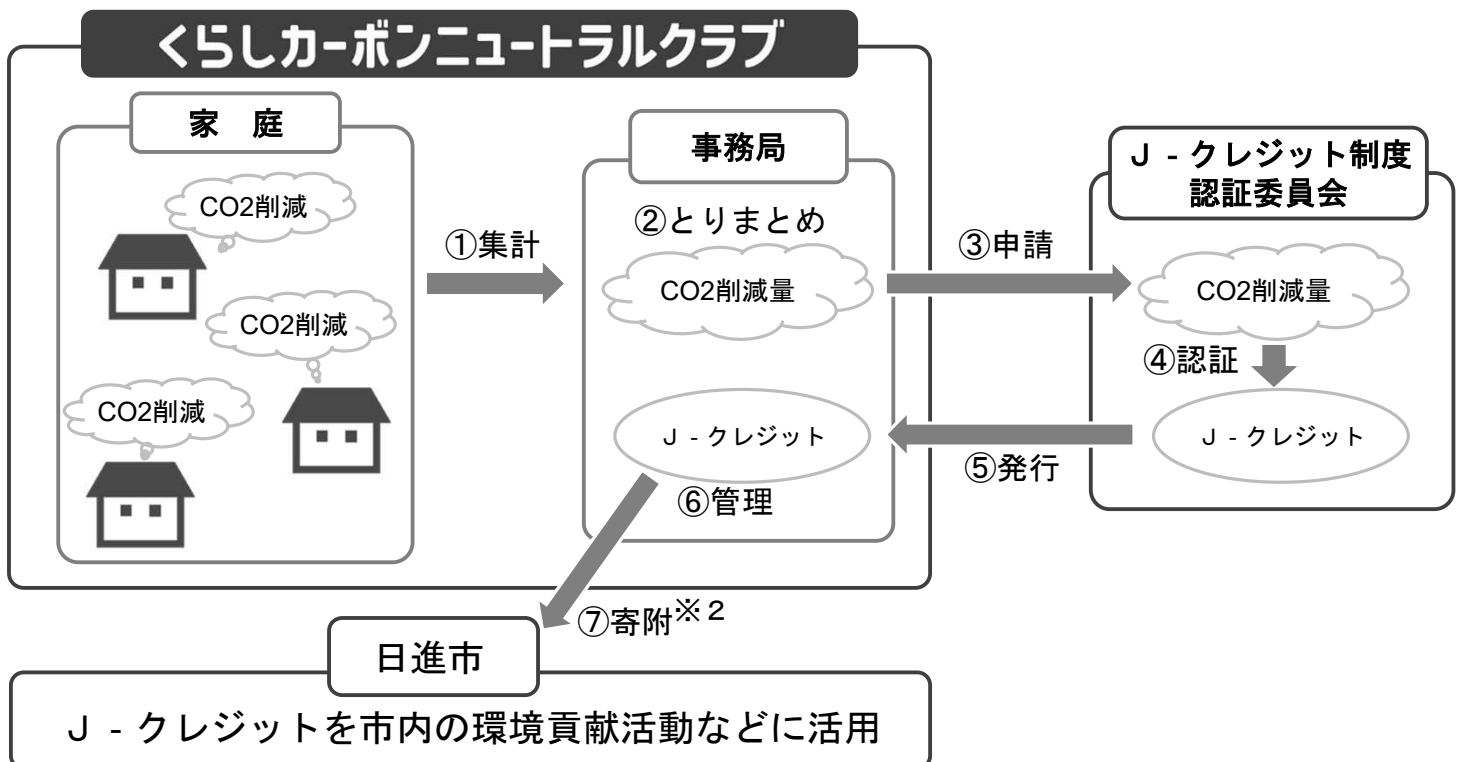 くらしカーボンニュートラルクラブ
家　庭
CO2削減
CO2削減
CO2削減
①集計
事務局
②とりまとめ
CO2削減量
③申請
Ｊ-クレジット制度
認証委員会
CO2削減量
④認証
Ｊ-クレジット
⑤発行
Ｊ-クレジット
⑥管理
⑦寄附※２
日進市
Ｊ-クレジットを市内の環境貢献活動などに活用